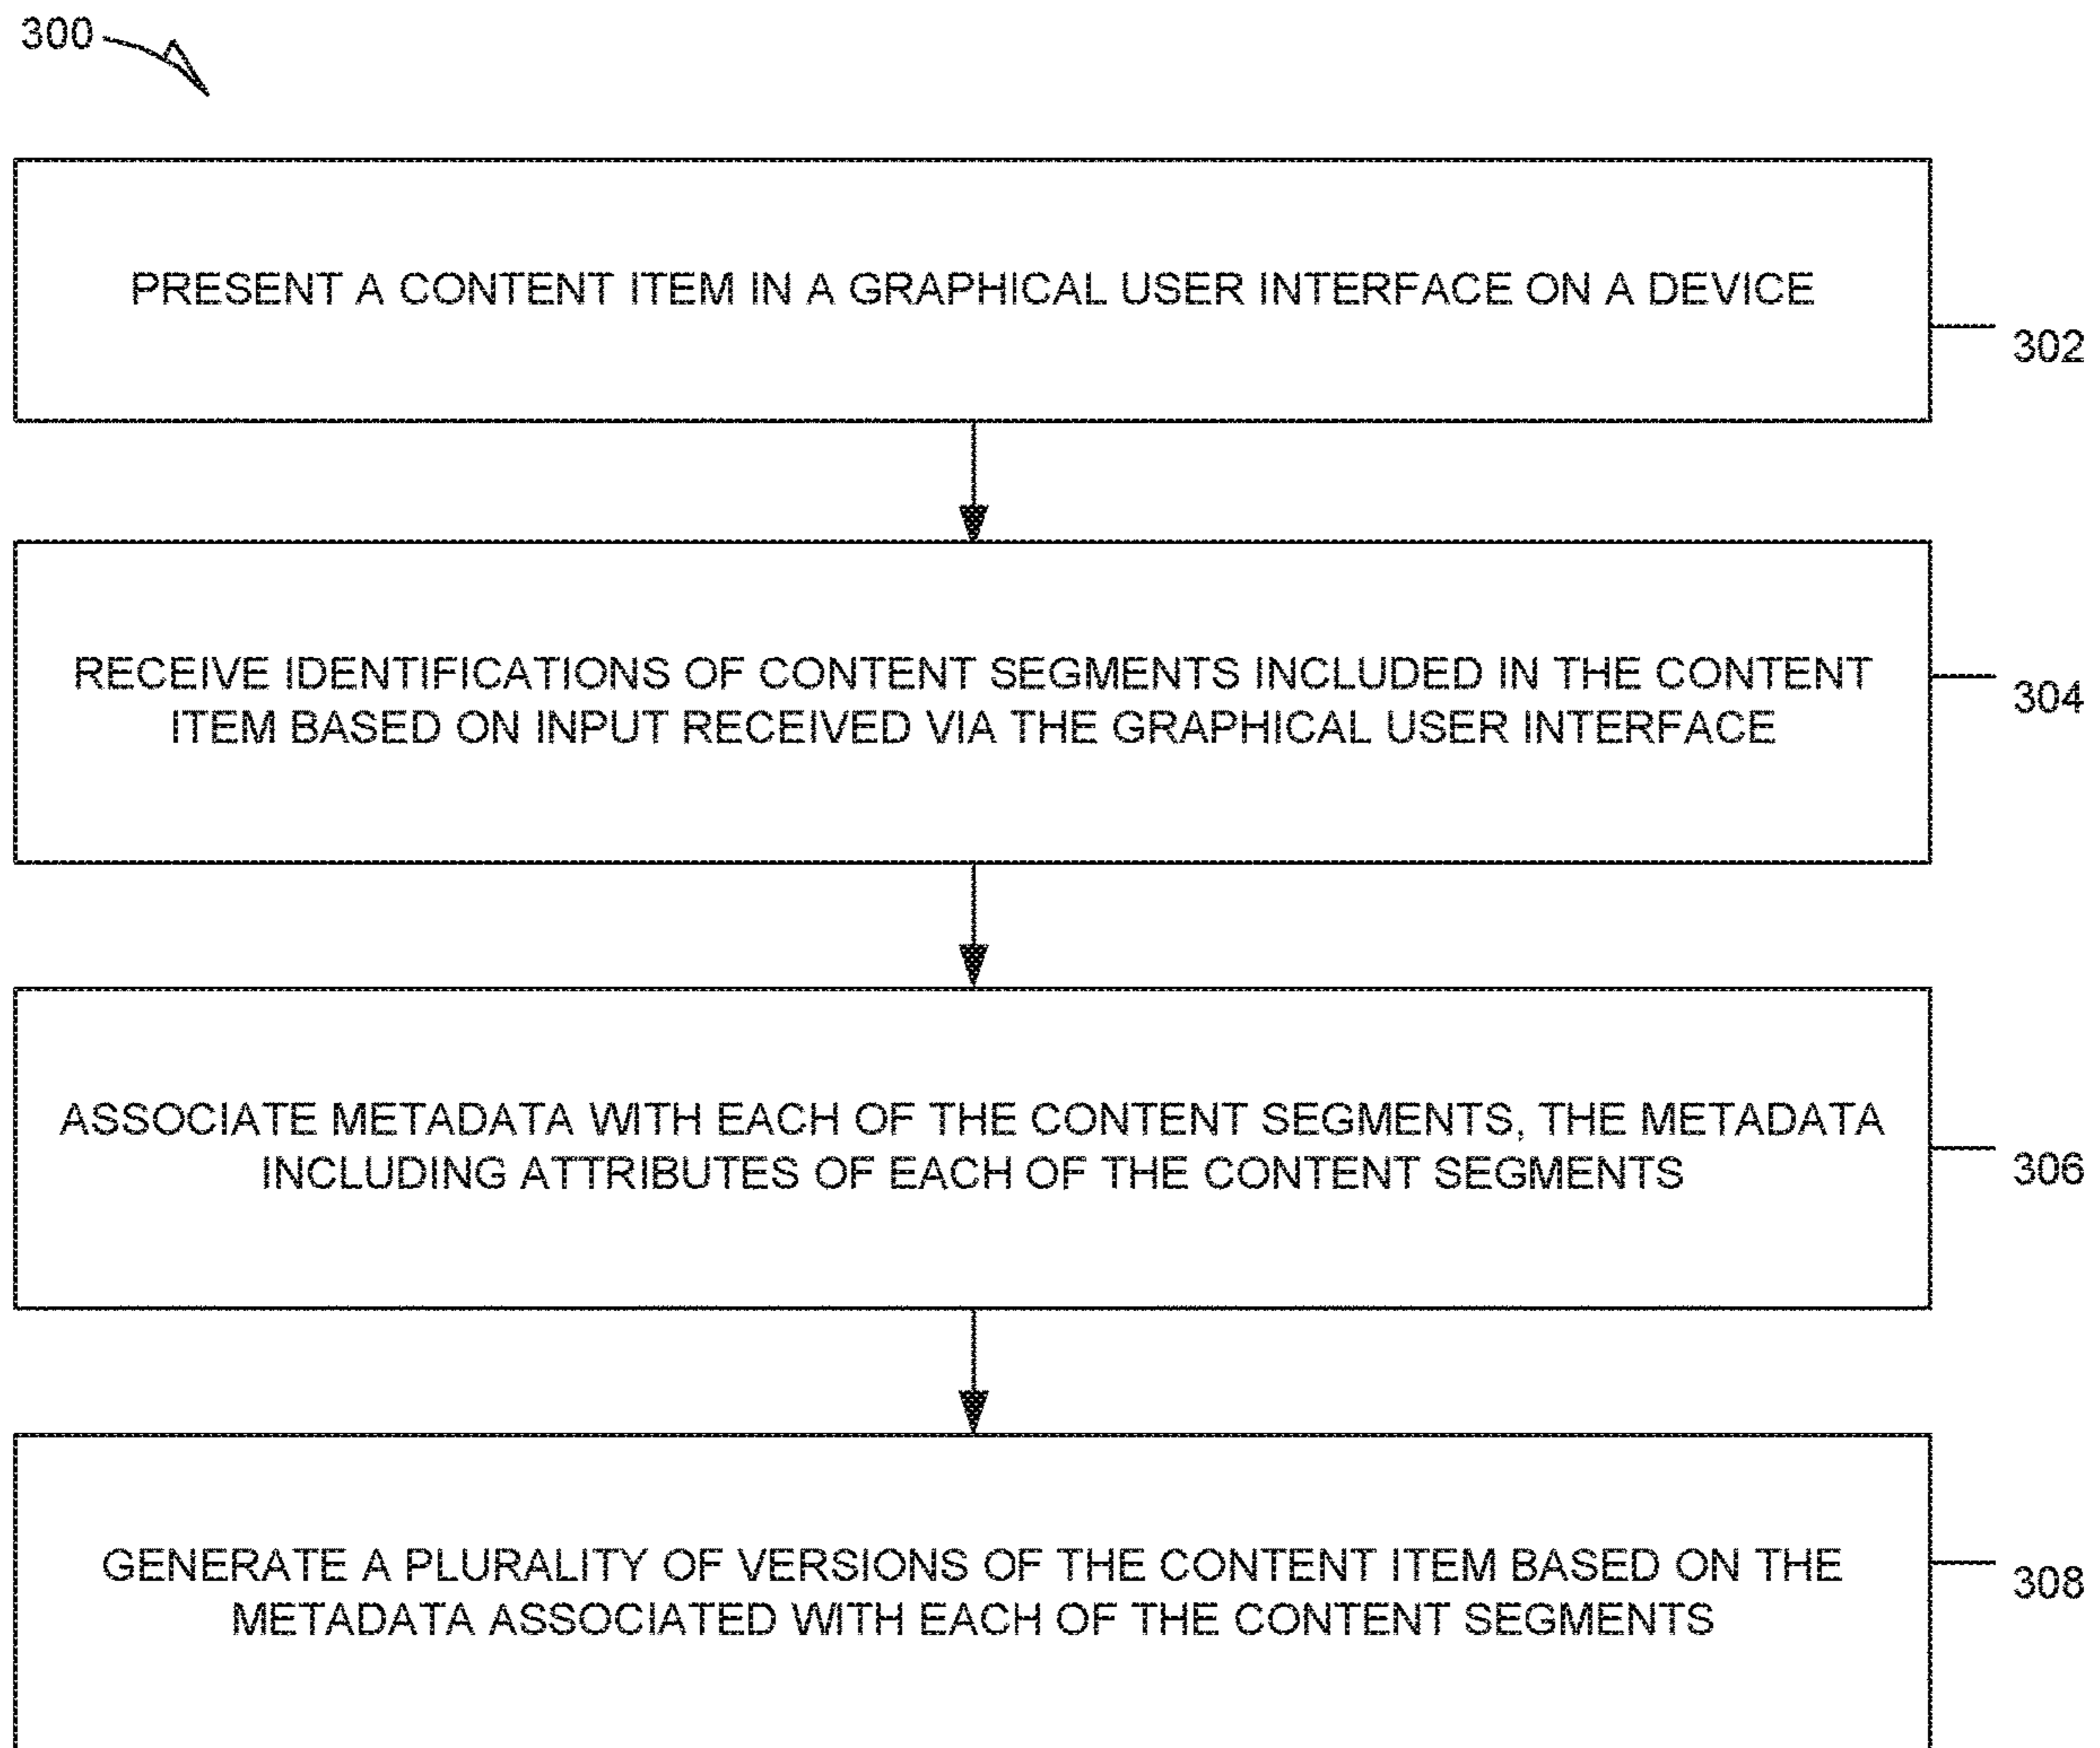 300
PRESENT A CONTENT ITEM IN A GRAPHICAL USER INTERFACE ON A DEVICE
302
RECEIVE IDENTIFICATIONS OF CONTENT SEGMENTS INCLUDED IN THE CONTENT
ITEM BASED ON INPUT RECEIVED VIA THE GRAPHICAL USER INTERFACE
304
ASSOCIATE METADATA WITH EACH OF THE CONTENT SEGMENTS, THE METADATA
INCLUDING ATTRIBUTES OF EACH OF THE CONTENT SEGMENTS
306
GENERATE A PLURALITY OF VERSIONS OF THE CONTENT ITEM BASED ON THE
METADATA ASSOCIATED WITH EACH OF THE CONTENT SEGMENTS
308